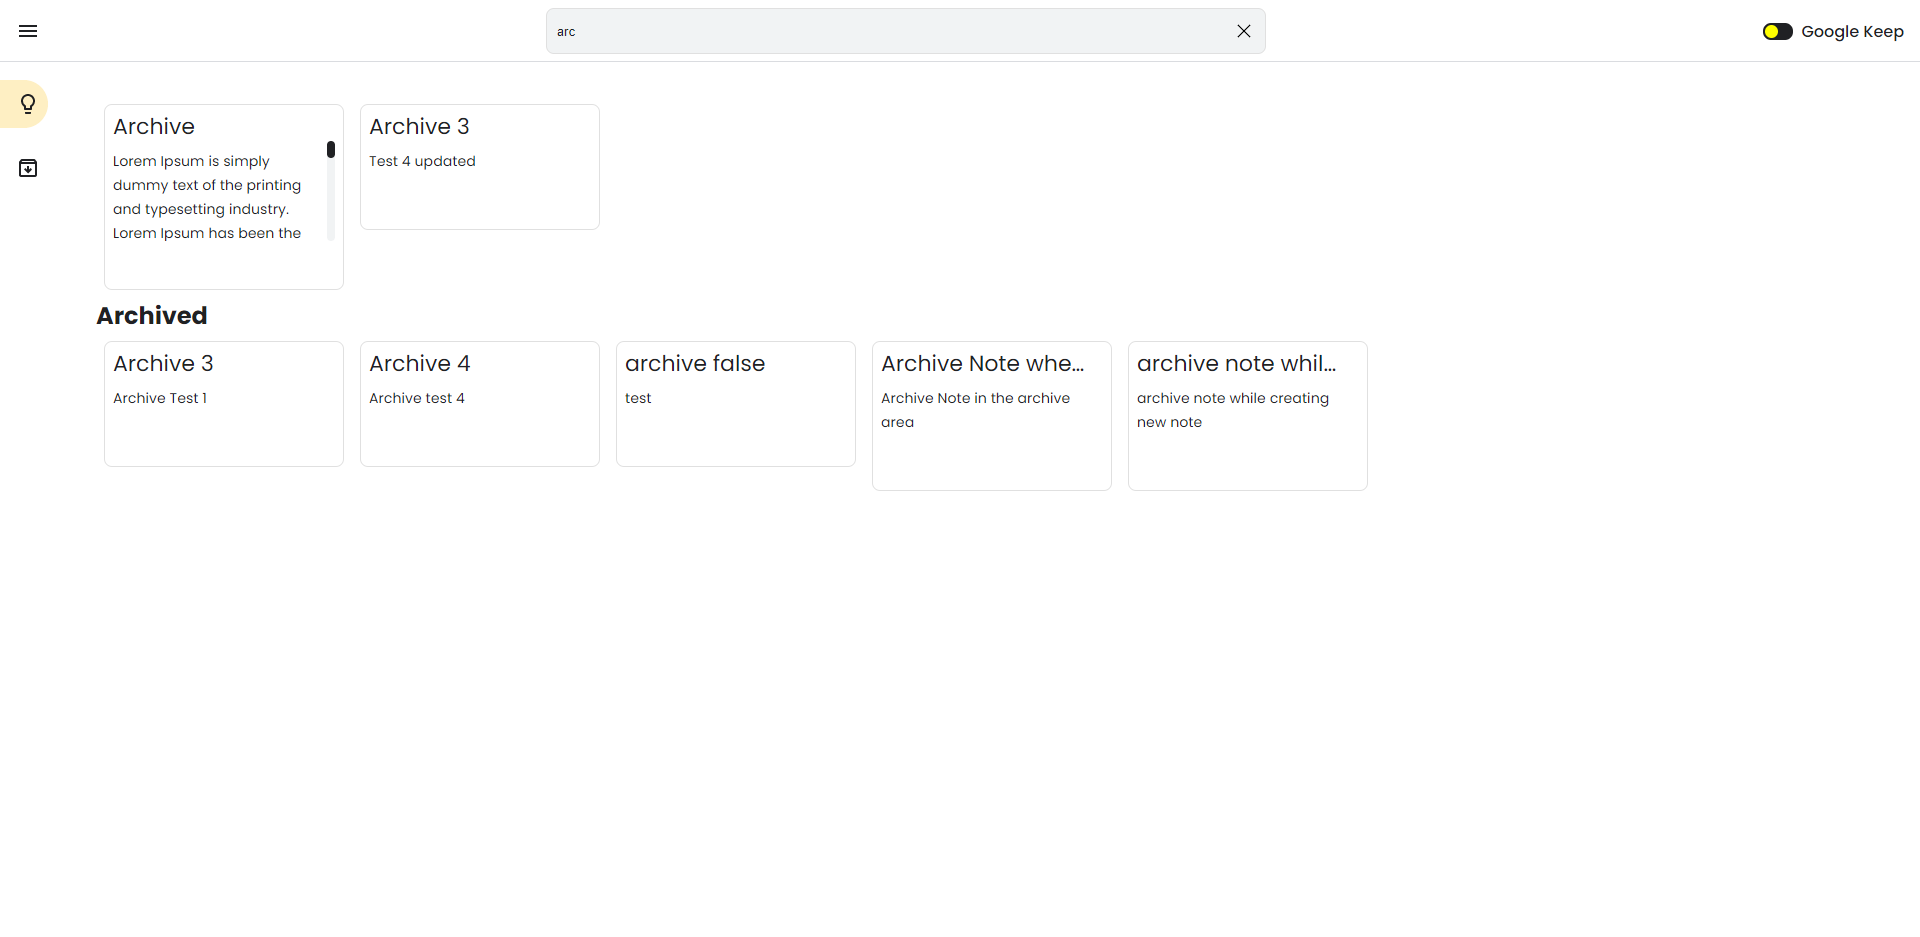 arc
Google Keep
Archive
Lorem Ipsum is simply
dummy text of the printing
and typesetting industry.
Lorem Ipsum has been the
Archive 3
Test 4 updated
Archived
Archive 3
Archive Test 1
Archive 4
Archive test 4
archive false
test
Archive Note whe...
Archive Note in the archive
area
archive note whil...
archive note while creating
new note